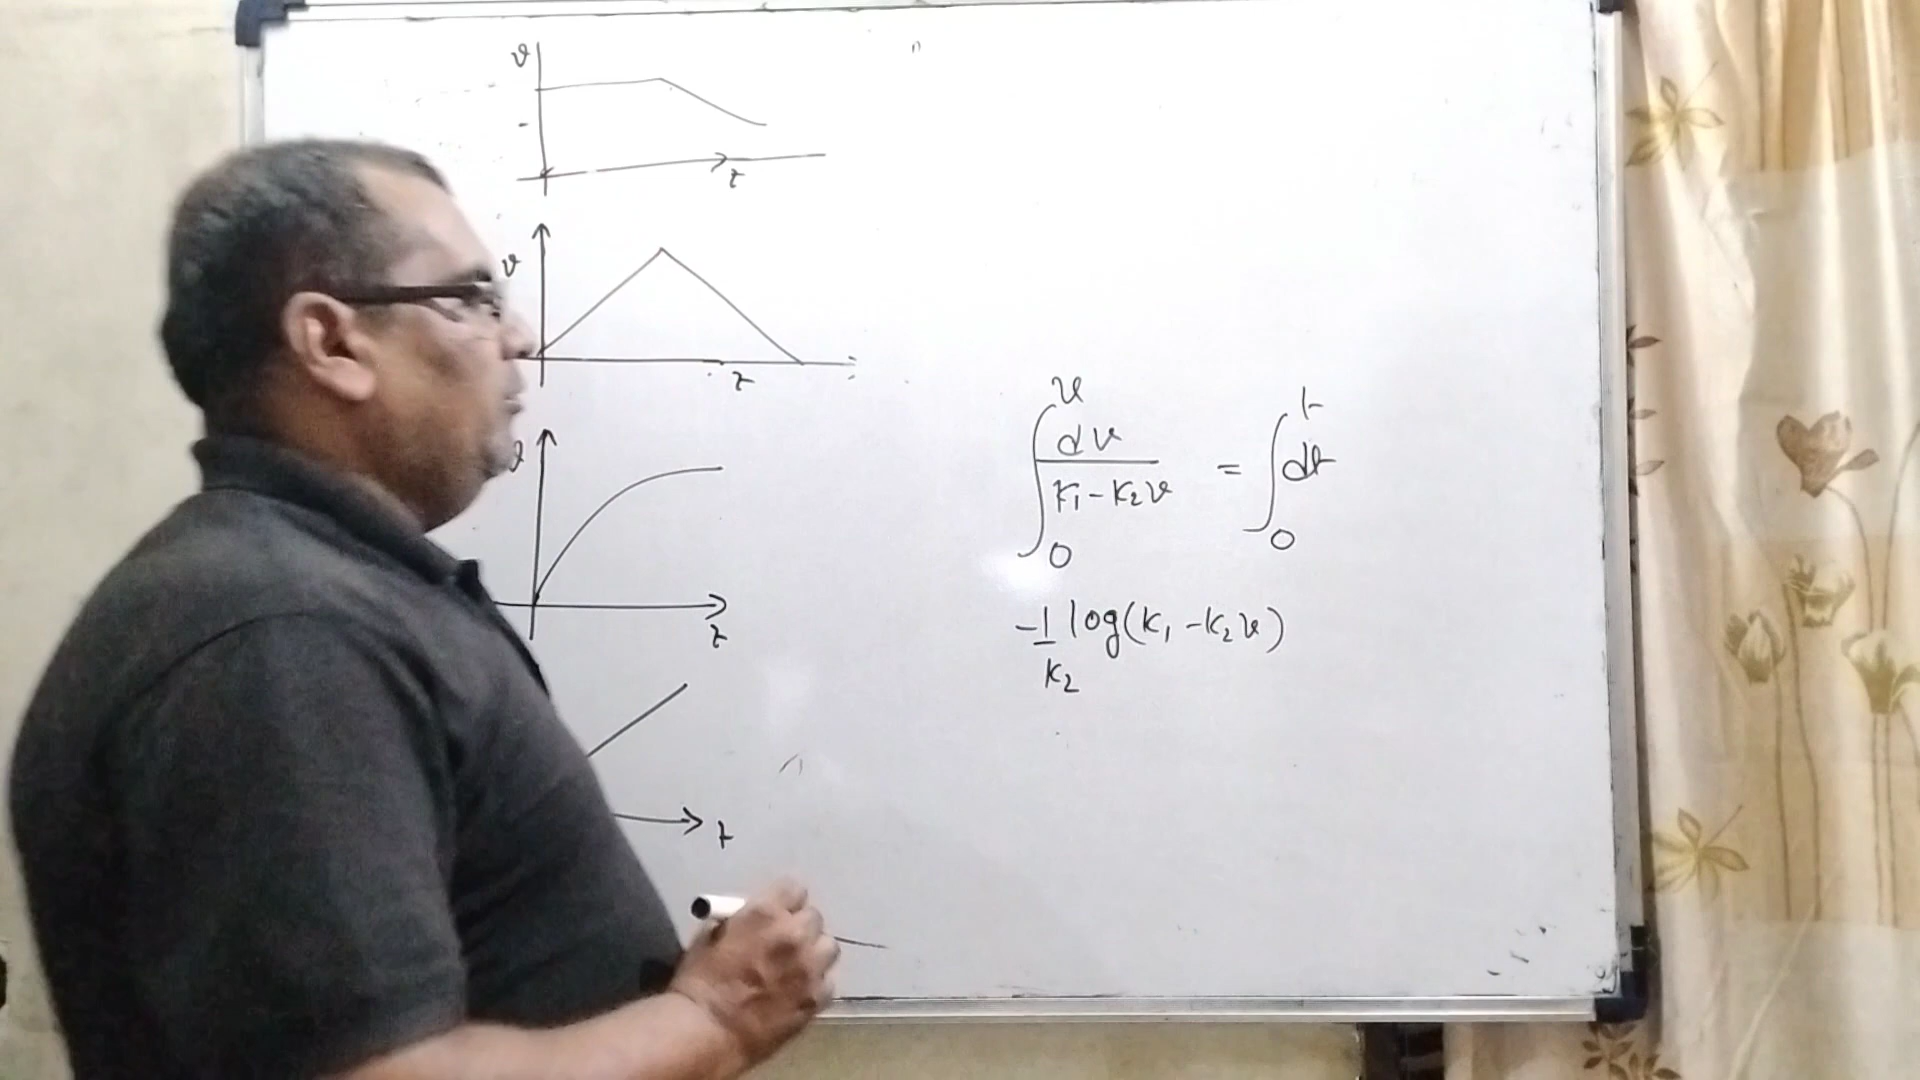 v
t
v
t
v
t
t
∫₀ᵛ dv/(K₁ - K₂v) = ∫₀ᵗ dt
-1/K₂ log(K₁ - K₂v)